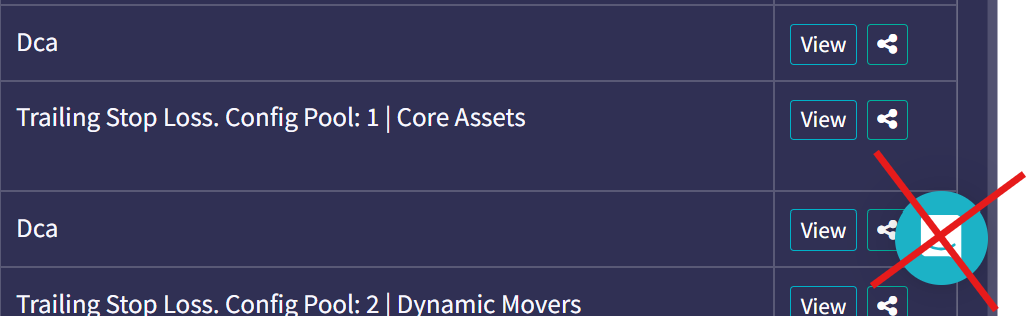 Dca View
Trailing Stop Loss. Config Pool: 1 | Core Assets View
Dca View
Trailing Stop Loss. Config Pool: 2 | Dynamic Movers View